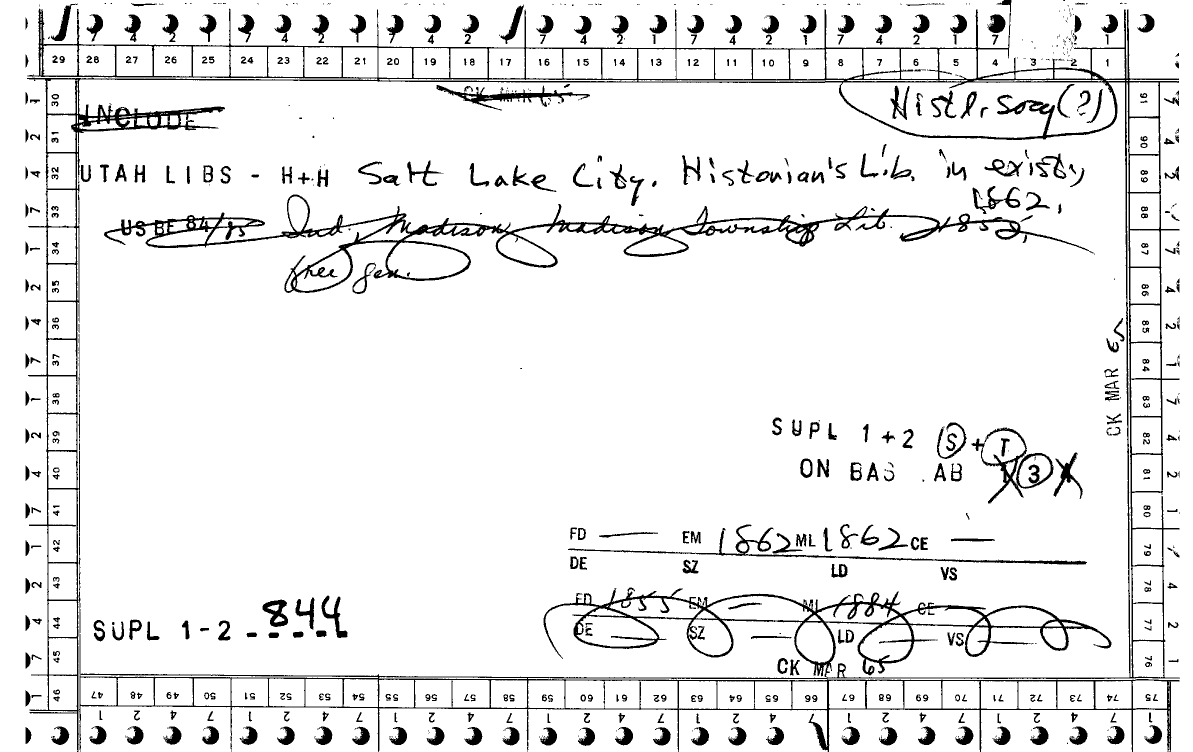 7 4 2 1 7 4 2 1 7 4 2 1 7 4 2 1 7 4 2 1 7 4 2 1
29 28 27 26 25 24 23 22 21 20 19 18 17 16 15 14 13 12 11 10 9 8 7 6 5 4 3 2 1
CK MAR 65
Histl. Socy (?)
INCLUDE
UTAH LIBS - H+H Salt Lake City. Historian's Lib. in exist,
1862.
US BE 84/85 Ind., Madison, Madison Township Lib. 1855,
free gen.
CK MAR 65
SUPL 1+2 S + T
ON BAS . AB 1 3 4
FD — EM 1862 ML 1862 CE —
DE SZ LD VS
FD 1855 EM — ML 1884 CE —
DE — SZ — LD — VS —
SUPL 1-2 - 844
CK MAR 65
30 31 32 33 34 35 36 37 38 39 40 41 42 43 44 45 46
91 90 89 88 87 86 85 84 83 82 81 80 79 78 77 76 75
47 48 49 50 51 52 53 54 55 56 57 58 59 60 61 62 63 64 65 66 67 68 69 70 71 72 73 74
1 2 4 7 1 2 4 7 1 2 4 7 1 2 4 7 1 2 4 7 1 2 4 7 1 2 4 7